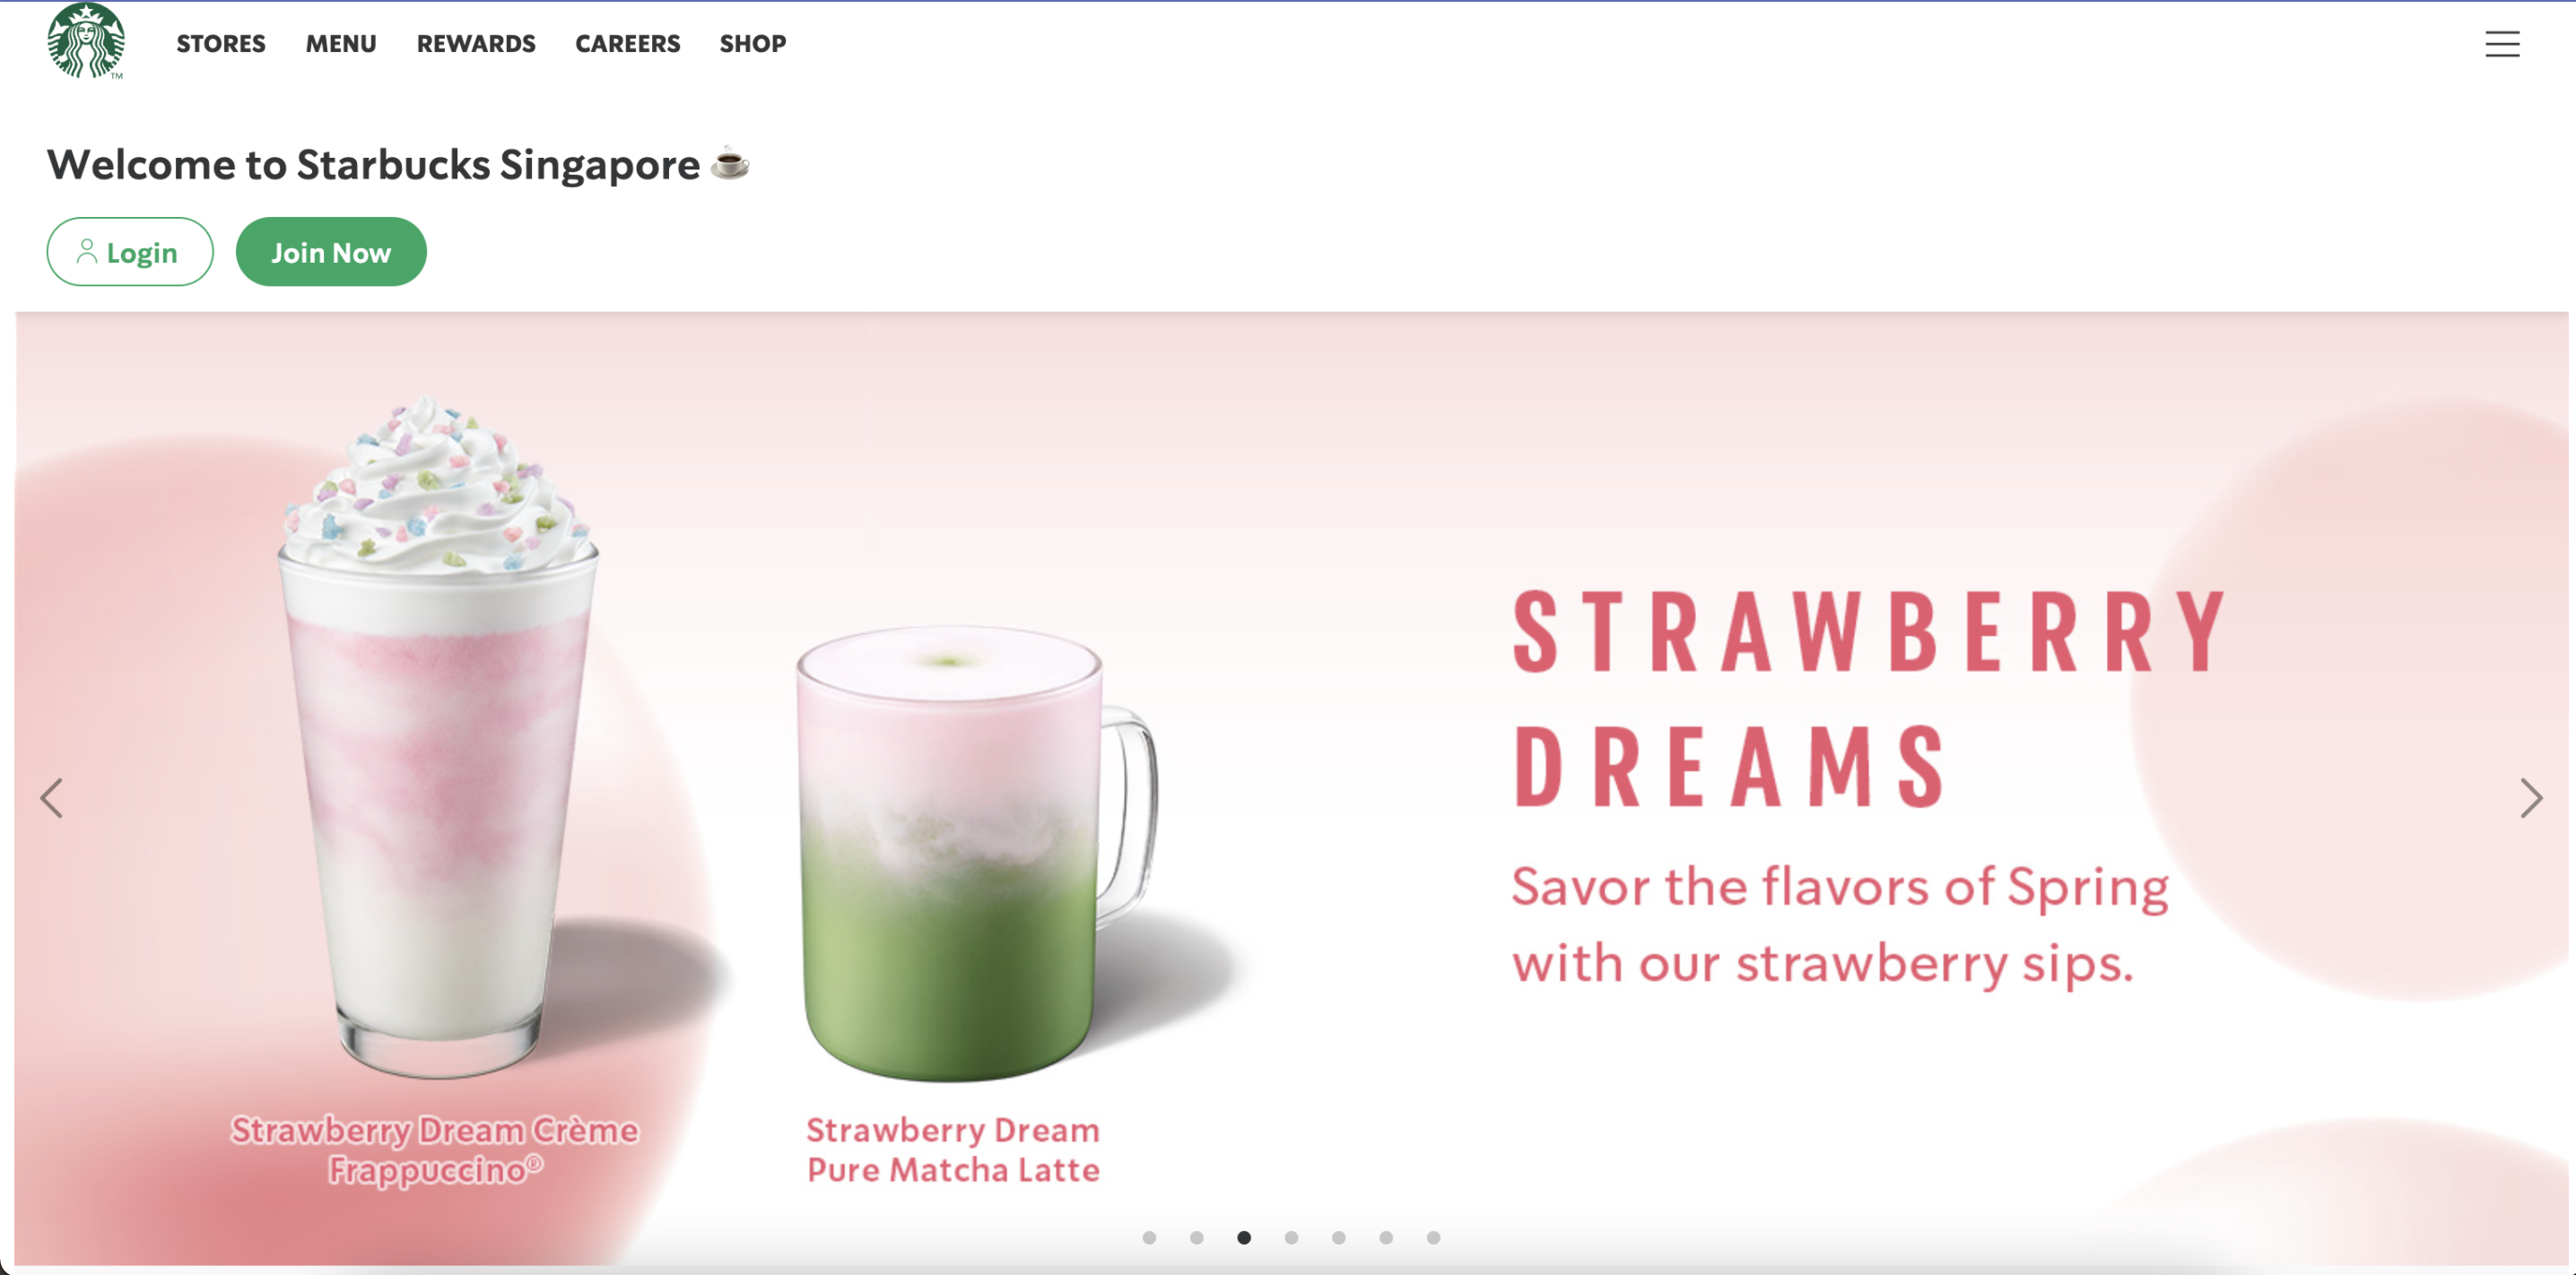 TM
STORES MENU REWARDS CAREERS SHOP
Welcome to Starbucks Singapore
Login Join Now
STRAWBERRY
DREAMS
Savor the flavors of Spring
with our strawberry sips.
Strawberry Dream Crème
Frappuccino®
Strawberry Dream
Pure Matcha Latte